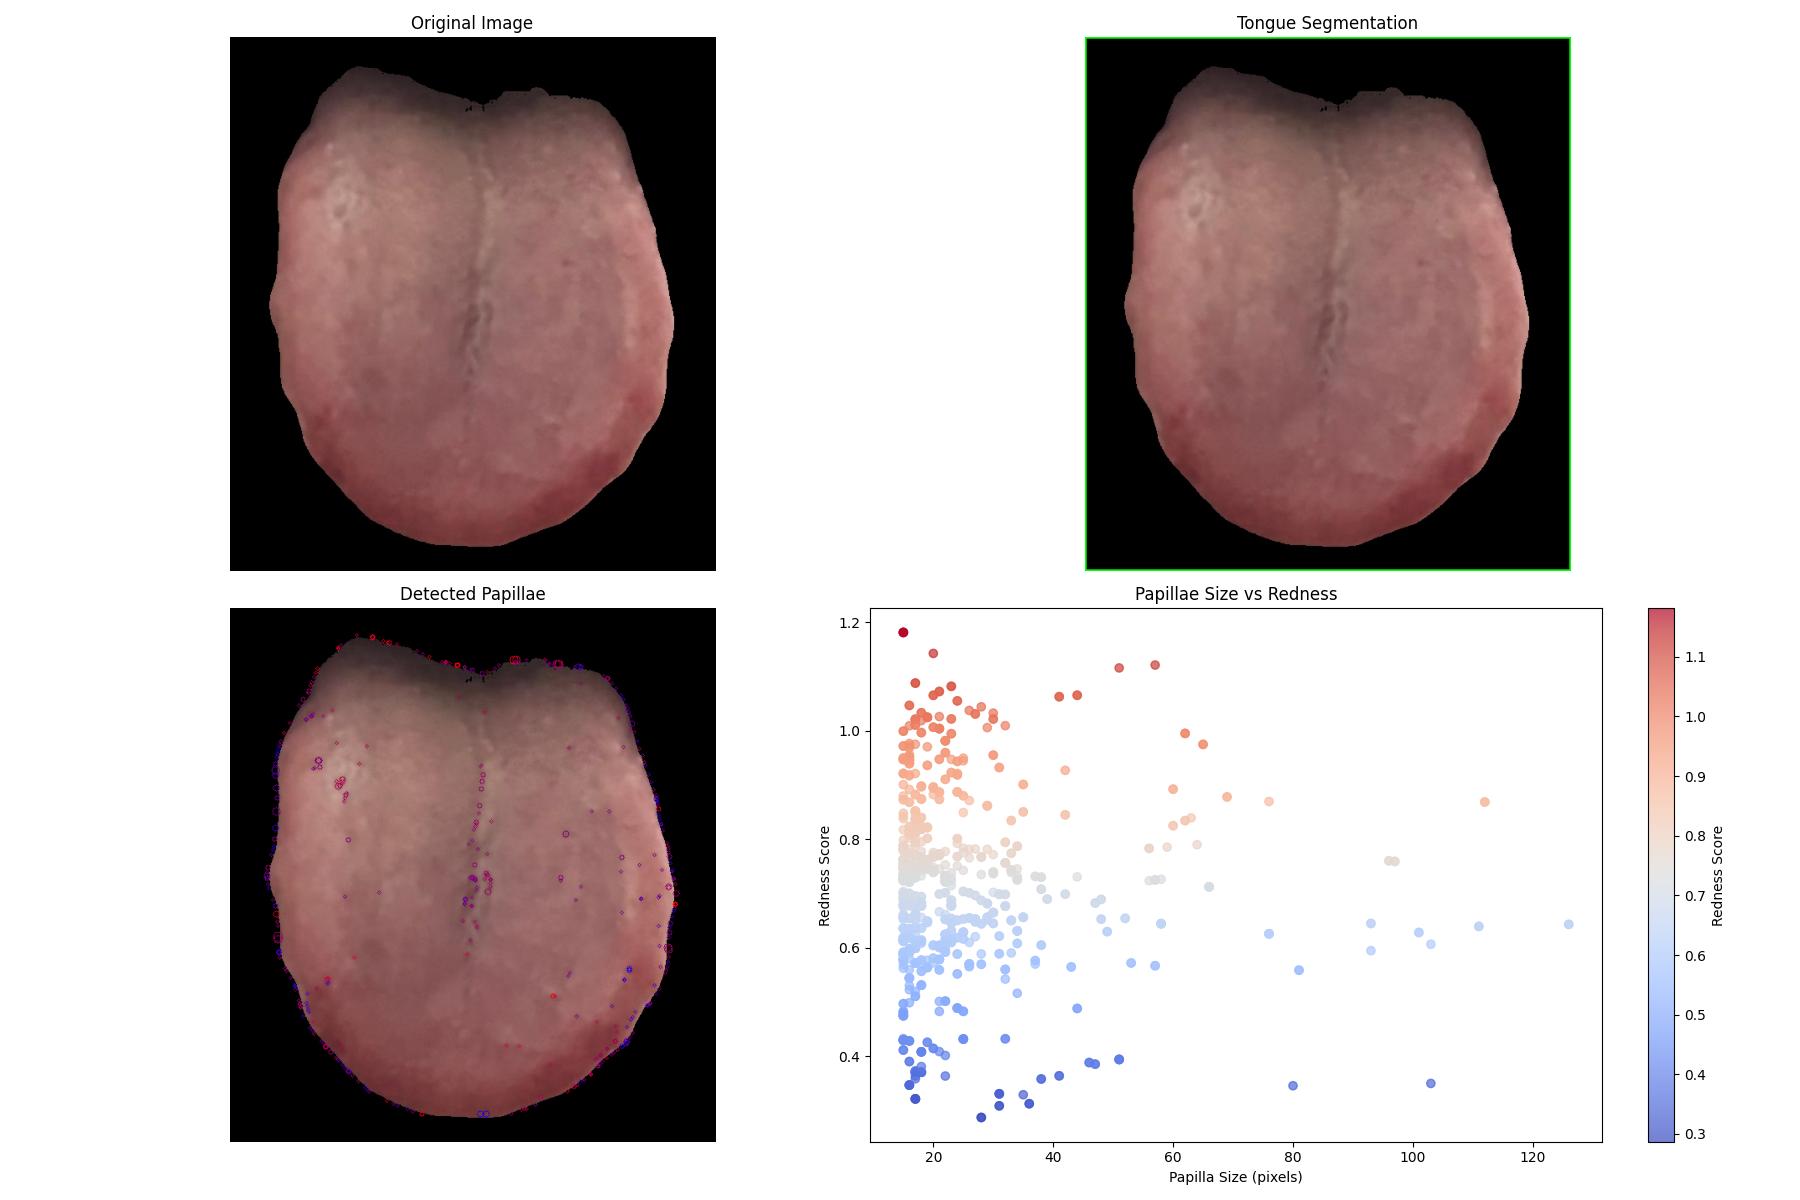 Original Image
Tongue Segmentation
Detected Papillae
Papillae Size vs Redness
1.2
1.0
0.8
0.6
0.4
Redness Score
20
40
60
80
100
120
Papilla Size (pixels)
1.1
1.0
0.9
0.8
0.7
0.6
0.5
0.4
0.3
Redness Score